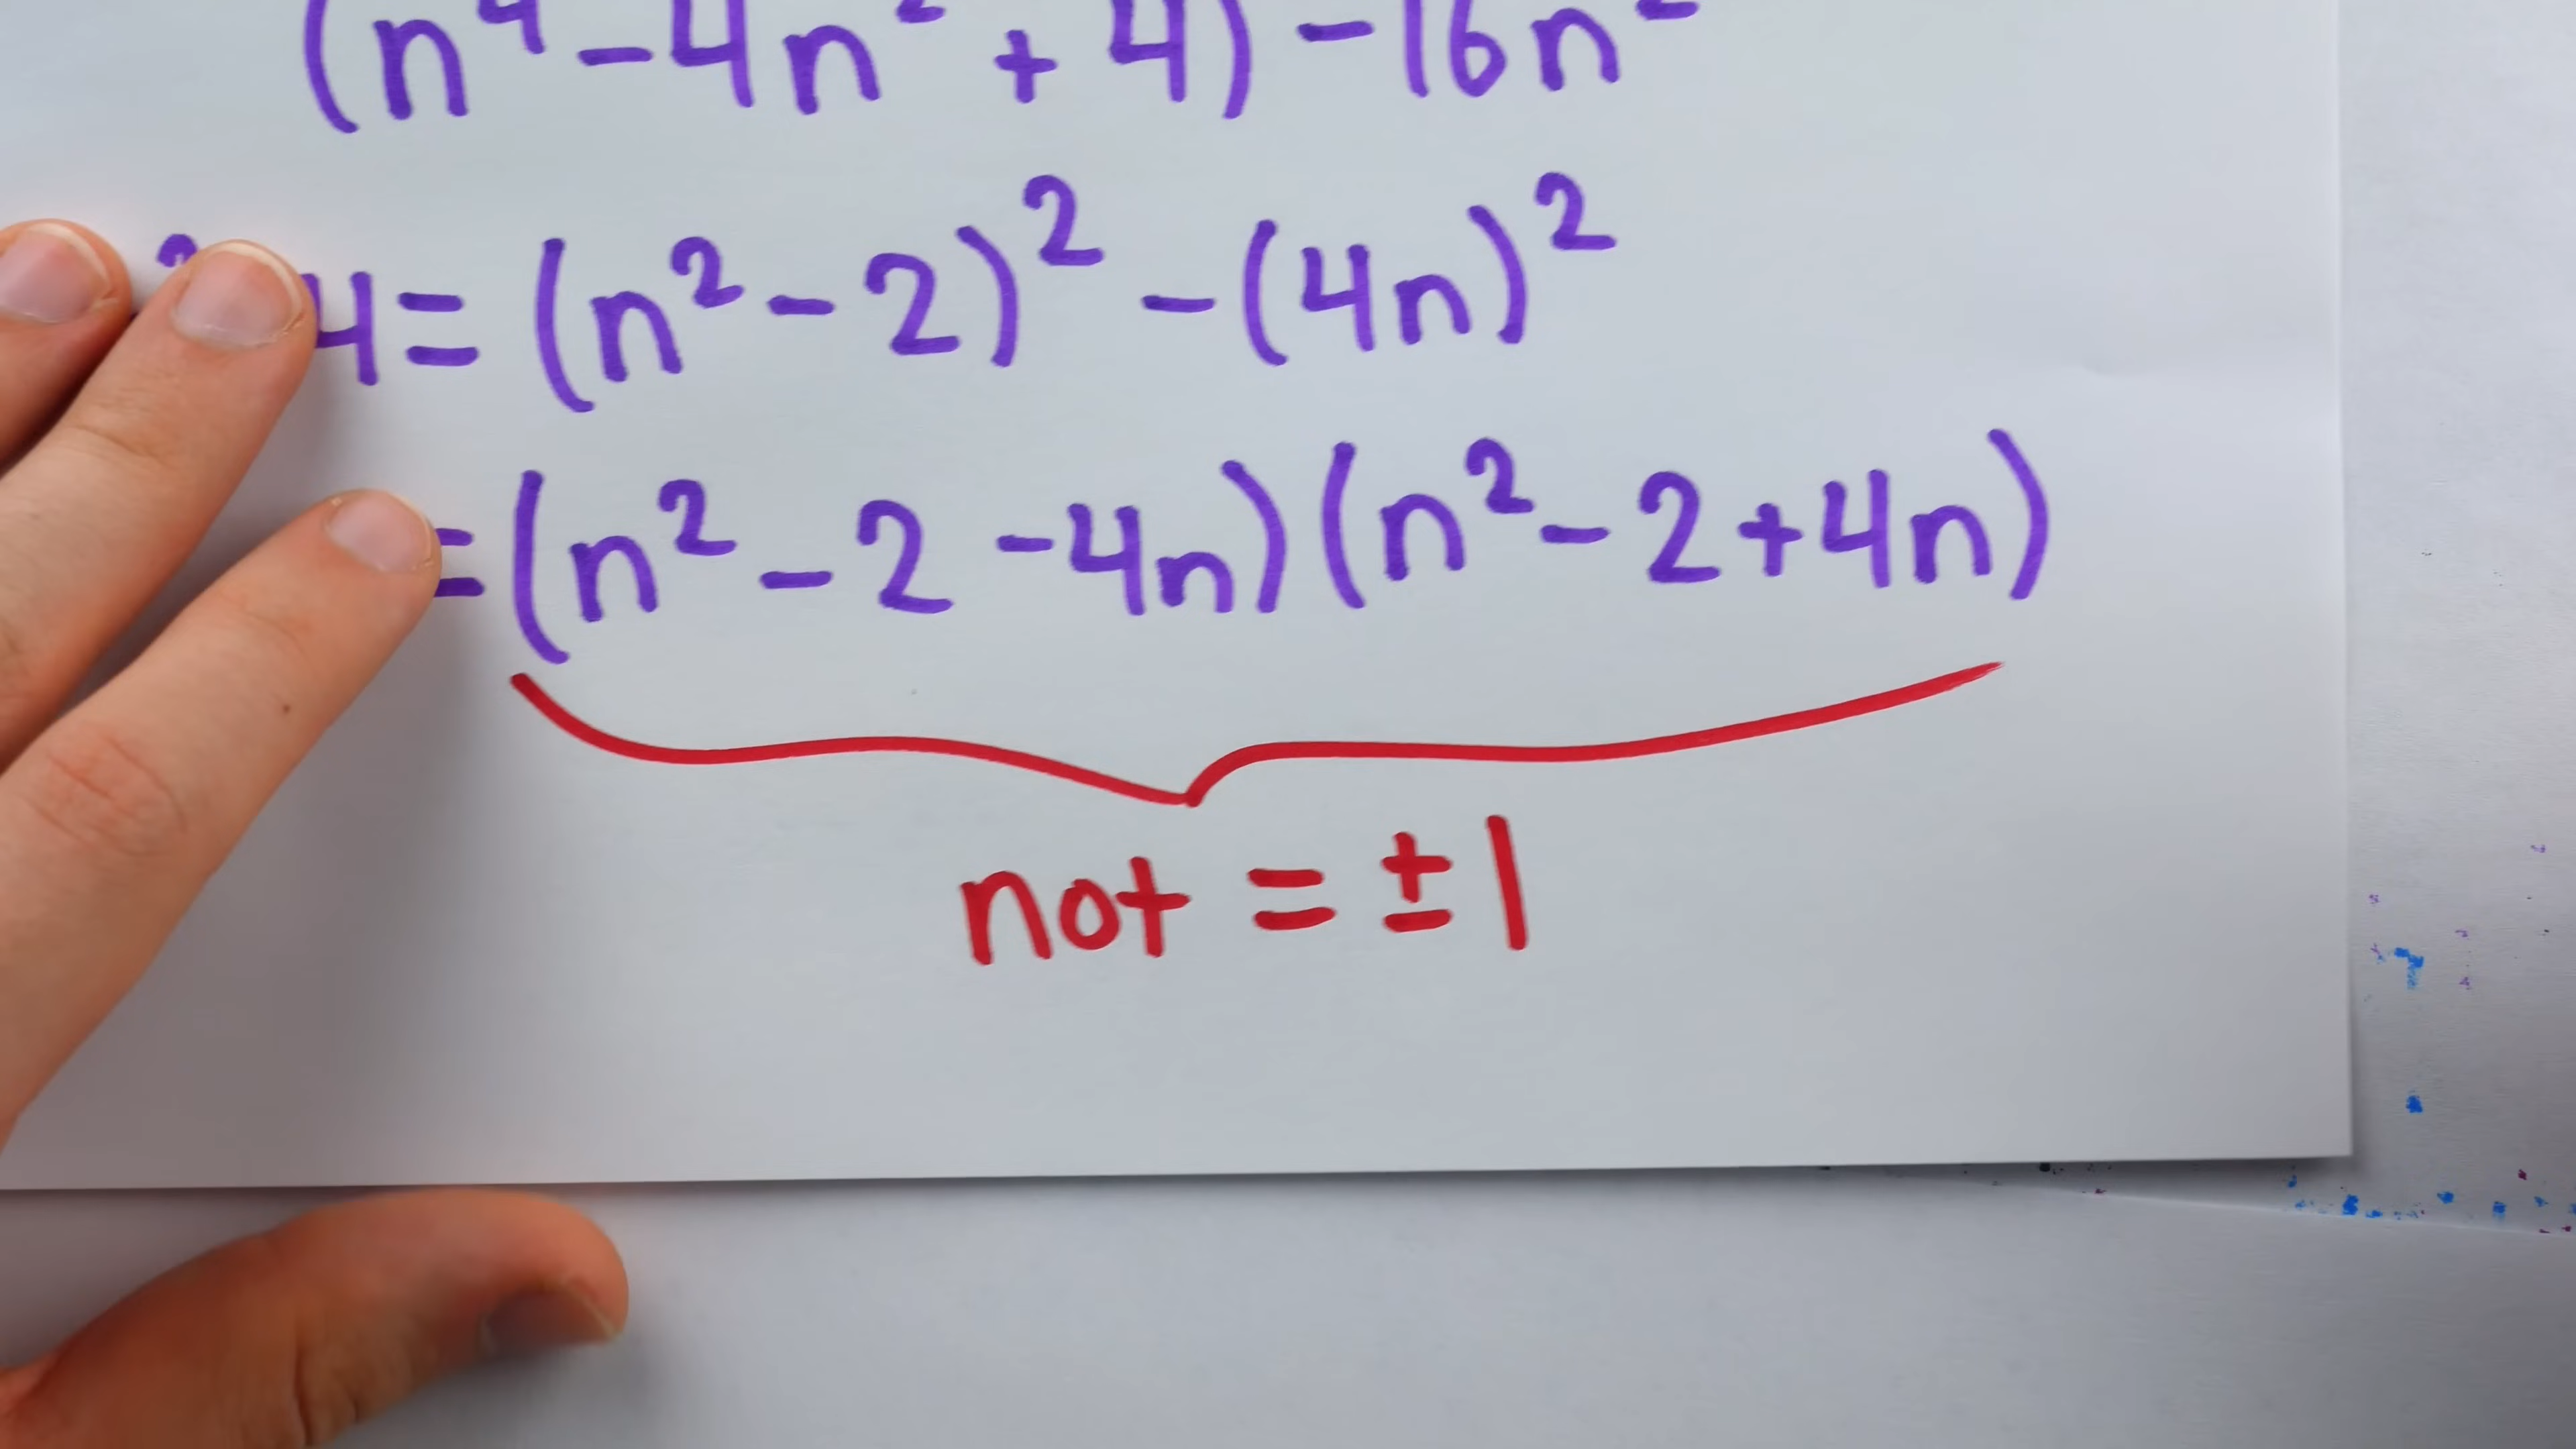 (n⁴ - 4n² + 4) - 16n²
4 = (n² - 2)² - (4n)²
= (n² - 2 - 4n)(n² - 2 + 4n)
not = ± 1